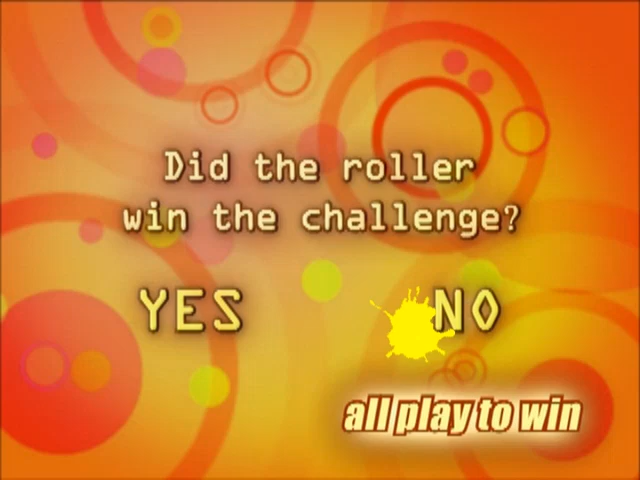 Did the roller
win the challenge?
YES NO
all play to win